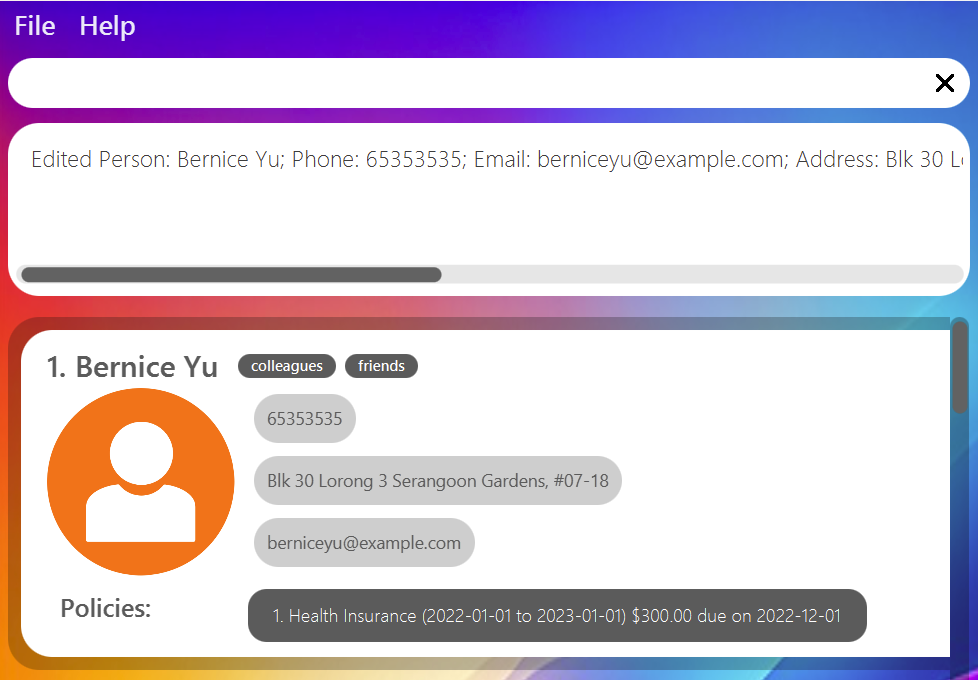 File Help
Edited Person: Bernice Yu; Phone: 65353535; Email: berniceyu@example.com; Address: Blk 30
1. Bernice Yu colleagues friends
65353535
Blk 30 Lorong 3 Serangoon Gardens, #07-18
berniceyu@example.com
Policies: 1. Health Insurance (2022-01-01 to 2023-01-01) $300.00 due on 2022-12-01